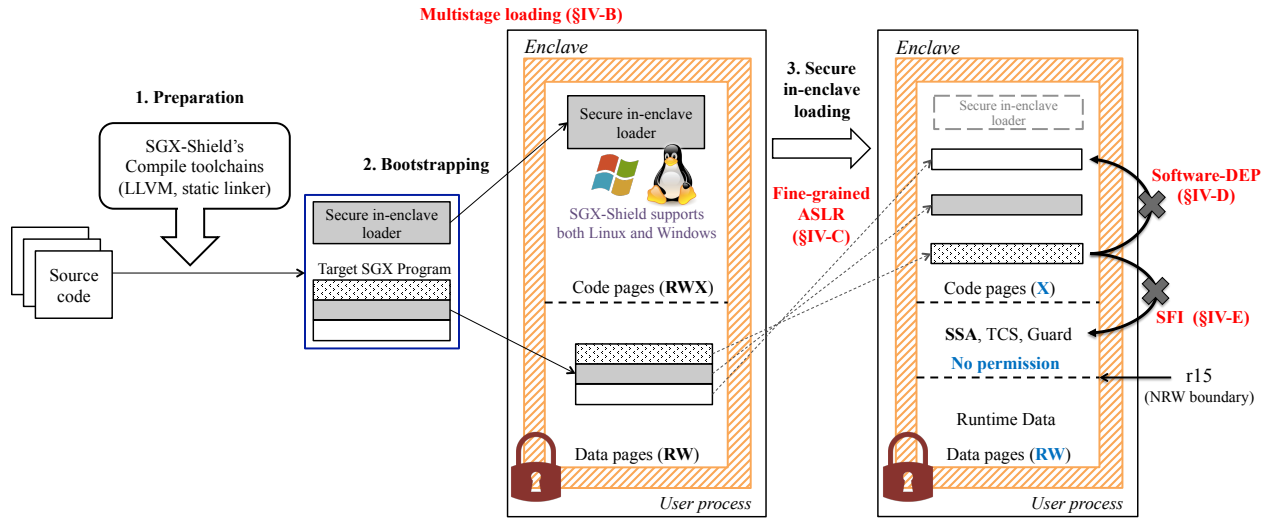 Multistage loading (§IV-B)
1. Preparation
SGX-Shield's
Compile toolchains
(LLVM, static linker)
Source
code
2. Bootstrapping
Secure in-enclave
loader
Target SGX Program
Enclave
Secure in-enclave
loader
SGX-Shield supports
both Linux and Windows
Code pages (RWX)
Data pages (RW)
User process
3. Secure
in-enclave
loading
Fine-grained
ASLR
(§IV-C)
Enclave
Secure in-enclave
loader
Code pages (X)
SSA, TCS, Guard
No permission
Runtime Data
Data pages (RW)
User process
Software-DEP
(§IV-D)
SFI (§IV-E)
r15
(NRW boundary)